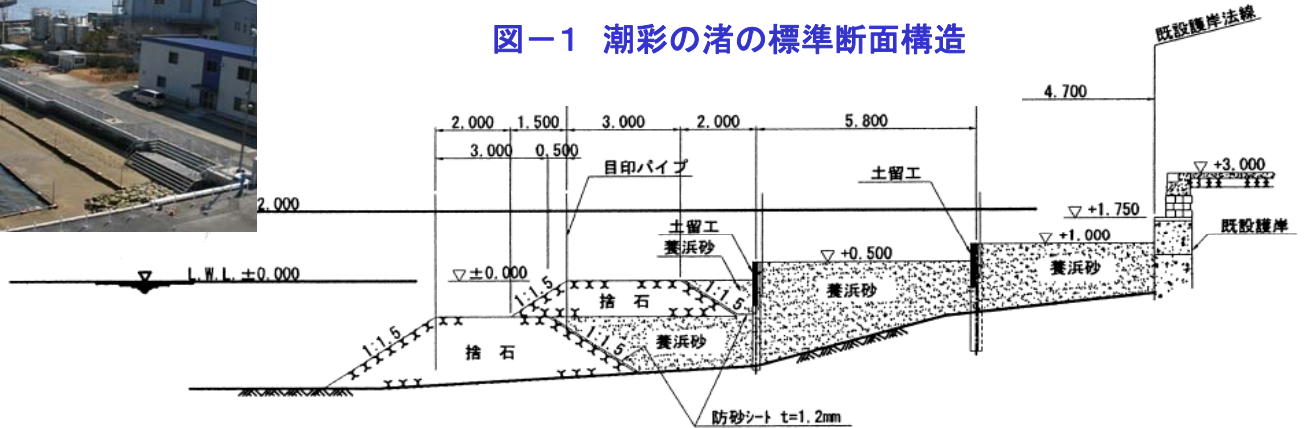 図－1 潮彩の渚の標準断面構造
既設護岸法線
4.700
2.000 1.500 3.000 2.000 5.800
3.000 0.500
目印パイプ
土留工
+3.000
2.000
+1.750
土留工
既設護岸
養浜砂
+1.000
+0.500
L.W.L.±0.000
±0.000
養浜砂
1:1.5
1:1.5
養浜砂
捨 石
1:1.5
養浜砂
1:1.5
捨 石
防砂シート t=1.2mm